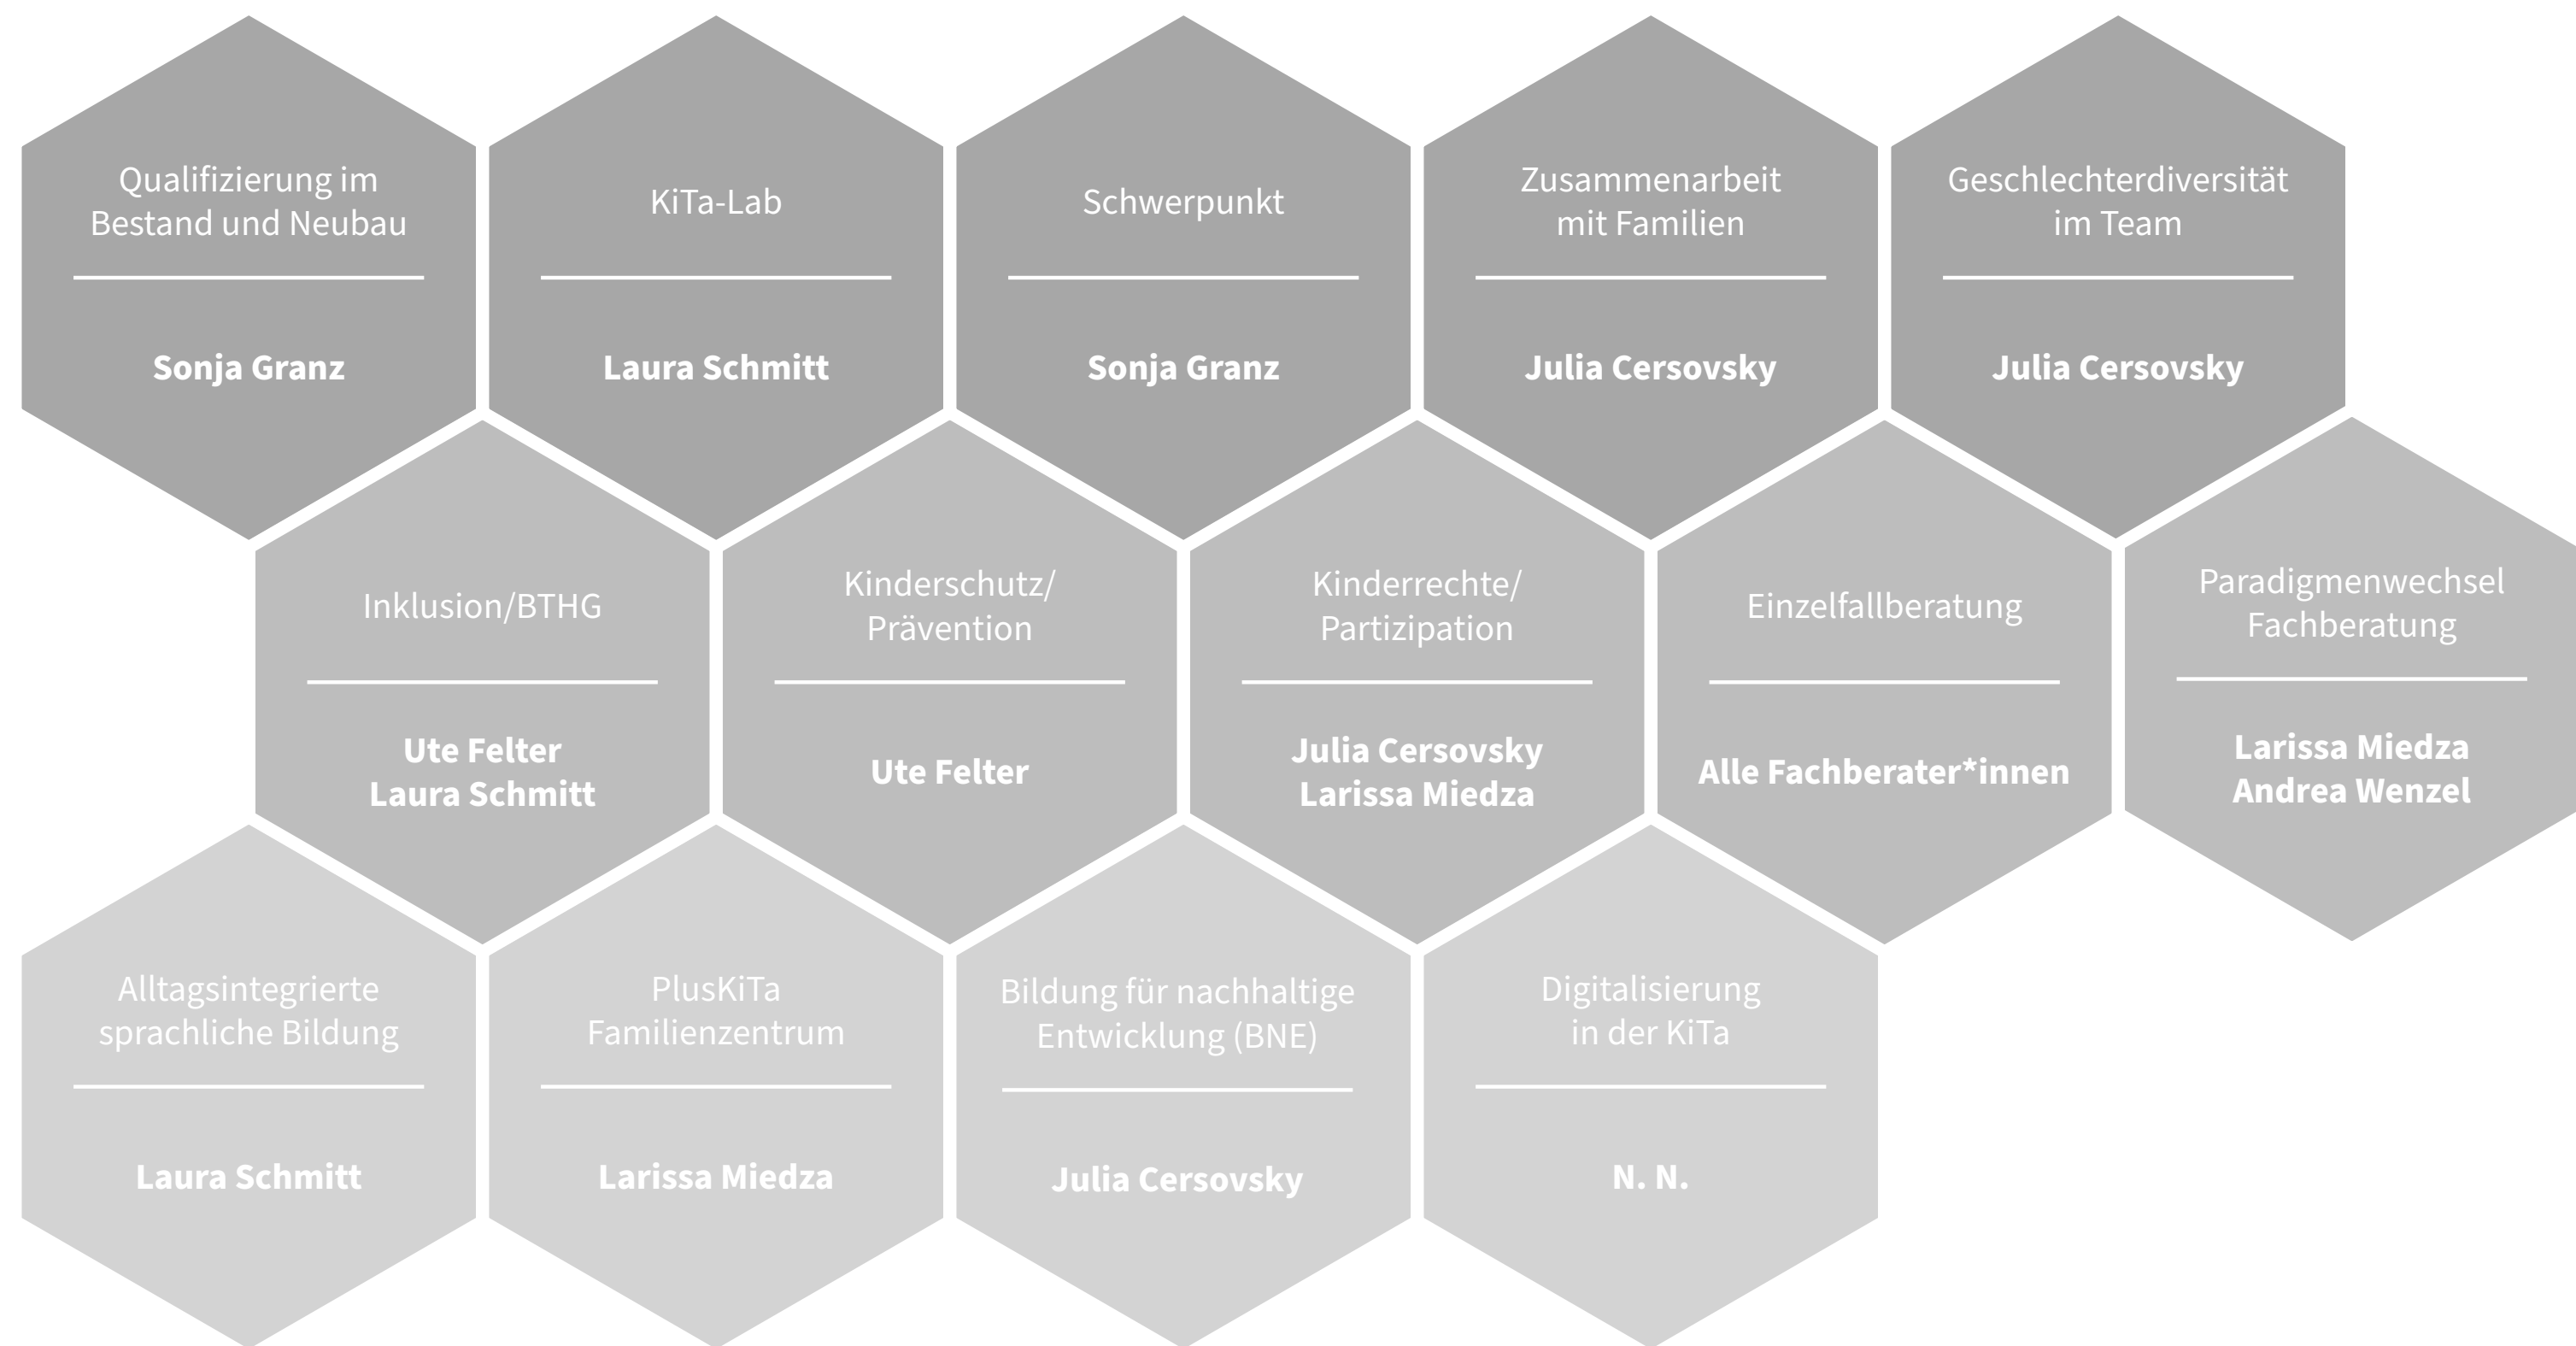 Qualifizierung im
Bestand und Neubau
Sonja Granz
KiTa-Lab
Laura Schmitt
Schwerpunkt
Sonja Granz
Zusammenarbeit
mit Familien
Julia Cersovsky
Geschlechterdiversität
im Team
Julia Cersovsky
Inklusion/BTHG
Ute Felter
Laura Schmitt
Kinderschutz/
Prävention
Ute Felter
Kinderrechte/
Partizipation
Julia Cersovsky
Larissa Miedza
Einzelfallberatung
Alle Fachberater*innen
Paradigmenwechsel
Fachberatung
Larissa Miedza
Andrea Wenzel
Alltagsintegrierte
sprachliche Bildung
Laura Schmitt
PlusKiTa
Familienzentrum
Larissa Miedza
Bildung für nachhaltige
Entwicklung (BNE)
Julia Cersovsky
Digitalisierung
in der KiTa
N. N.